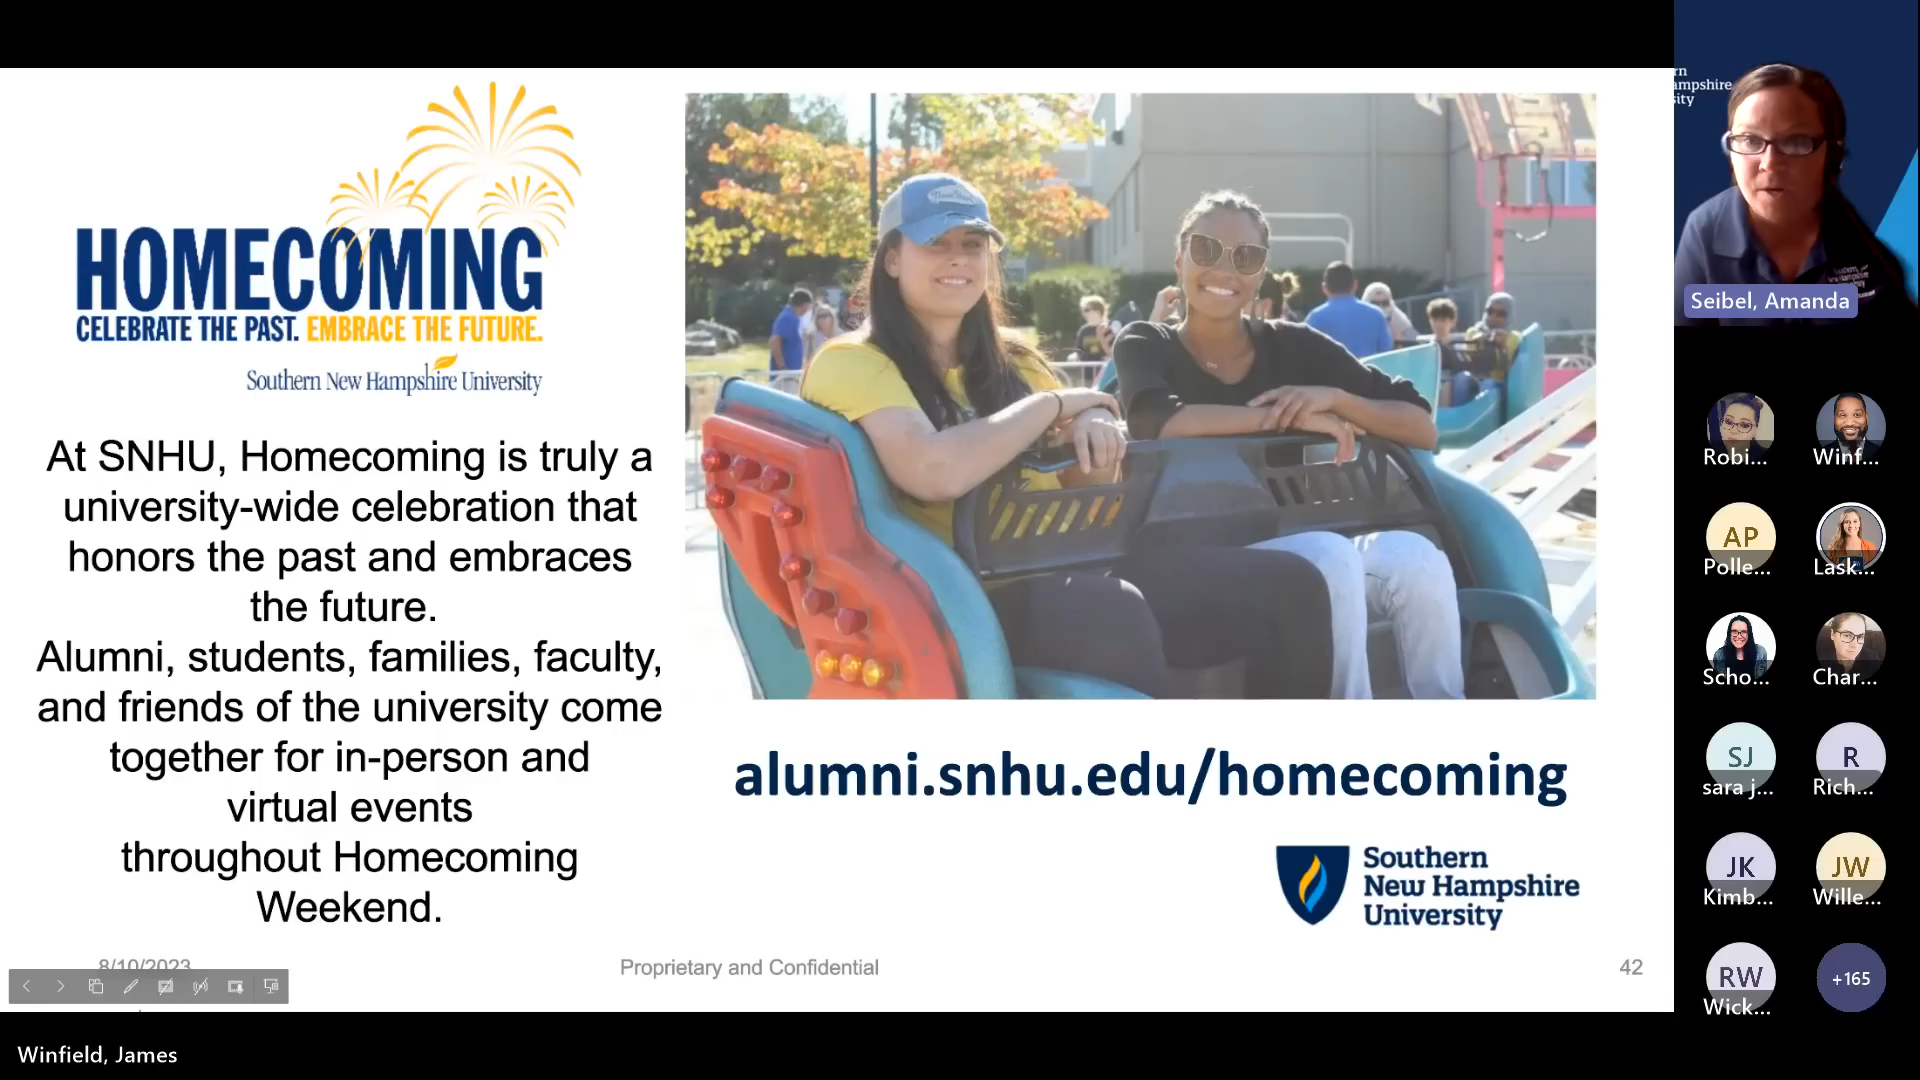 HOMECOMING
CELEBRATE THE PAST. EMBRACE THE FUTURE.
Southern New Hampshire University
At SNHU, Homecoming is truly a
university-wide celebration that
honors the past and embraces
the future.
Alumni, students, families, faculty,
and friends of the university come
together for in-person and
virtual events
throughout Homecoming
Weekend.
alumni.snhu.edu/homecoming
Southern
New Hampshire
University
8/10/2023
Proprietary and Confidential
42
Winfield, James
rn
ampshire
sity
Seibel, Amanda
Robi...
Winf...
AP
Polle...
Lask...
Scho...
Char...
SJ
sara j...
R
Rich...
JK
Kimb...
JW
Wille...
RW
Wick...
+165